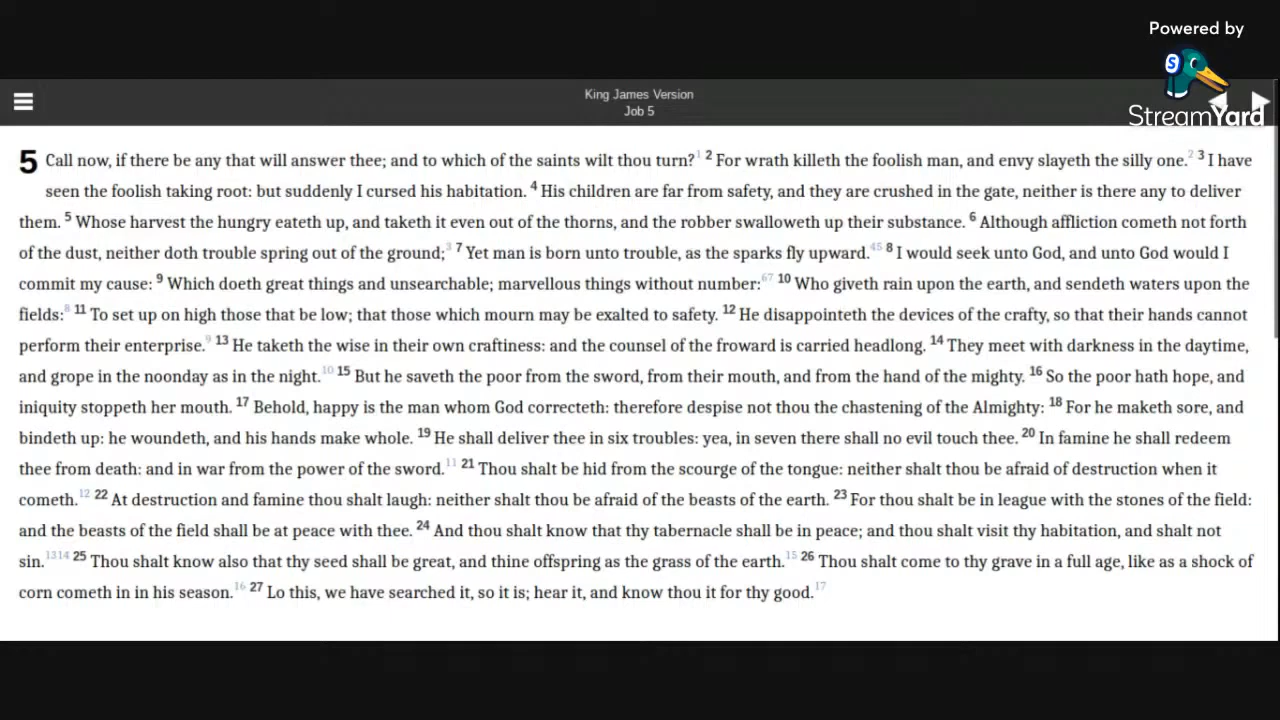 Powered by
StreamYard
King James Version
Job 5
5 Call now, if there be any that will answer thee; and to which of the saints wilt thou turn?1 2 For wrath killeth the foolish man, and envy slayeth the silly one.2 3 I have
seen the foolish taking root: but suddenly I cursed his habitation. 4 His children are far from safety, and they are crushed in the gate, neither is there any to deliver
them. 5 Whose harvest the hungry eateth up, and taketh it even out of the thorns, and the robber swalloweth up their substance. 6 Although affliction cometh not forth
of the dust, neither doth trouble spring out of the ground;3 7 Yet man is born unto trouble, as the sparks fly upward.45 8 I would seek unto God, and unto God would I
commit my cause: 9 Which doeth great things and unsearchable; marvellous things without number:67 10 Who giveth rain upon the earth, and sendeth waters upon the
fields:8 11 To set up on high those that be low; that those which mourn may be exalted to safety. 12 He disappointeth the devices of the crafty, so that their hands cannot
perform their enterprise.9 13 He taketh the wise in their own craftiness: and the counsel of the froward is carried headlong. 14 They meet with darkness in the daytime,
and grope in the noonday as in the night.10 15 But he saveth the poor from the sword, from their mouth, and from the hand of the mighty. 16 So the poor hath hope, and
iniquity stoppeth her mouth. 17 Behold, happy is the man whom God correcteth: therefore despise not thou the chastening of the Almighty: 18 For he maketh sore, and
bindeth up: he woundeth, and his hands make whole. 19 He shall deliver thee in six troubles: yea, in seven there shall no evil touch thee. 20 In famine he shall redeem
thee from death: and in war from the power of the sword.11 21 Thou shalt be hid from the scourge of the tongue: neither shalt thou be afraid of destruction when it
cometh.12 22 At destruction and famine thou shalt laugh: neither shalt thou be afraid of the beasts of the earth. 23 For thou shalt be in league with the stones of the field:
and the beasts of the field shall be at peace with thee. 24 And thou shalt know that thy tabernacle shall be in peace; and thou shalt visit thy habitation, and shalt not
sin.1314 25 Thou shalt know also that thy seed shall be great, and thine offspring as the grass of the earth.15 26 Thou shalt come to thy grave in a full age, like as a shock of
corn cometh in in his season.16 27 Lo this, we have searched it, so it is; hear it, and know thou it for thy good.17